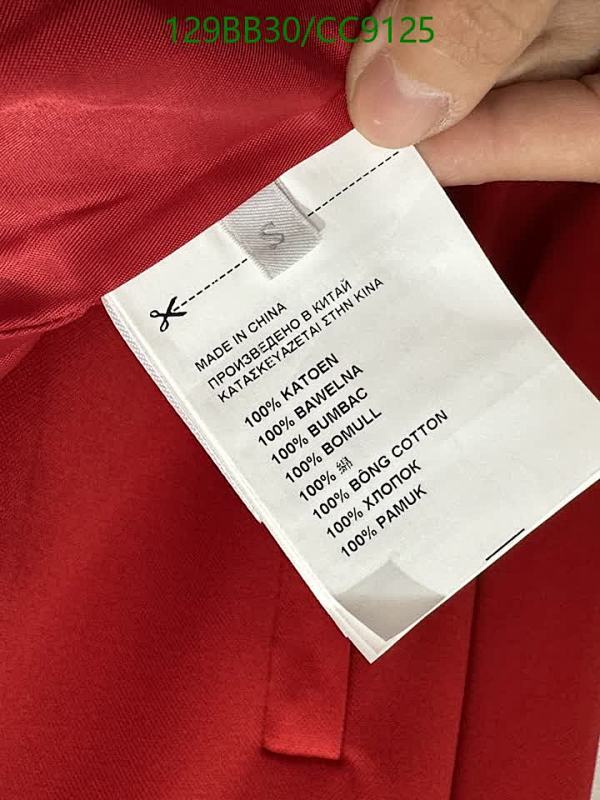 129BB30/CC9125
S
MADE IN CHINA
ПРОИЗВЕДЕНО В КИТАЙ
ΚΑΤΑΣΚΕΥΑΖΕΤΑΙ ΣΤΗΝ ΚΙΝΑ
100% KATOEN
100% BAWELNA
100% BUMBAC
100% BOMULL
100% 綿
100% BÔNG COTTON
100% ХЛОПОК
100% PAMUK